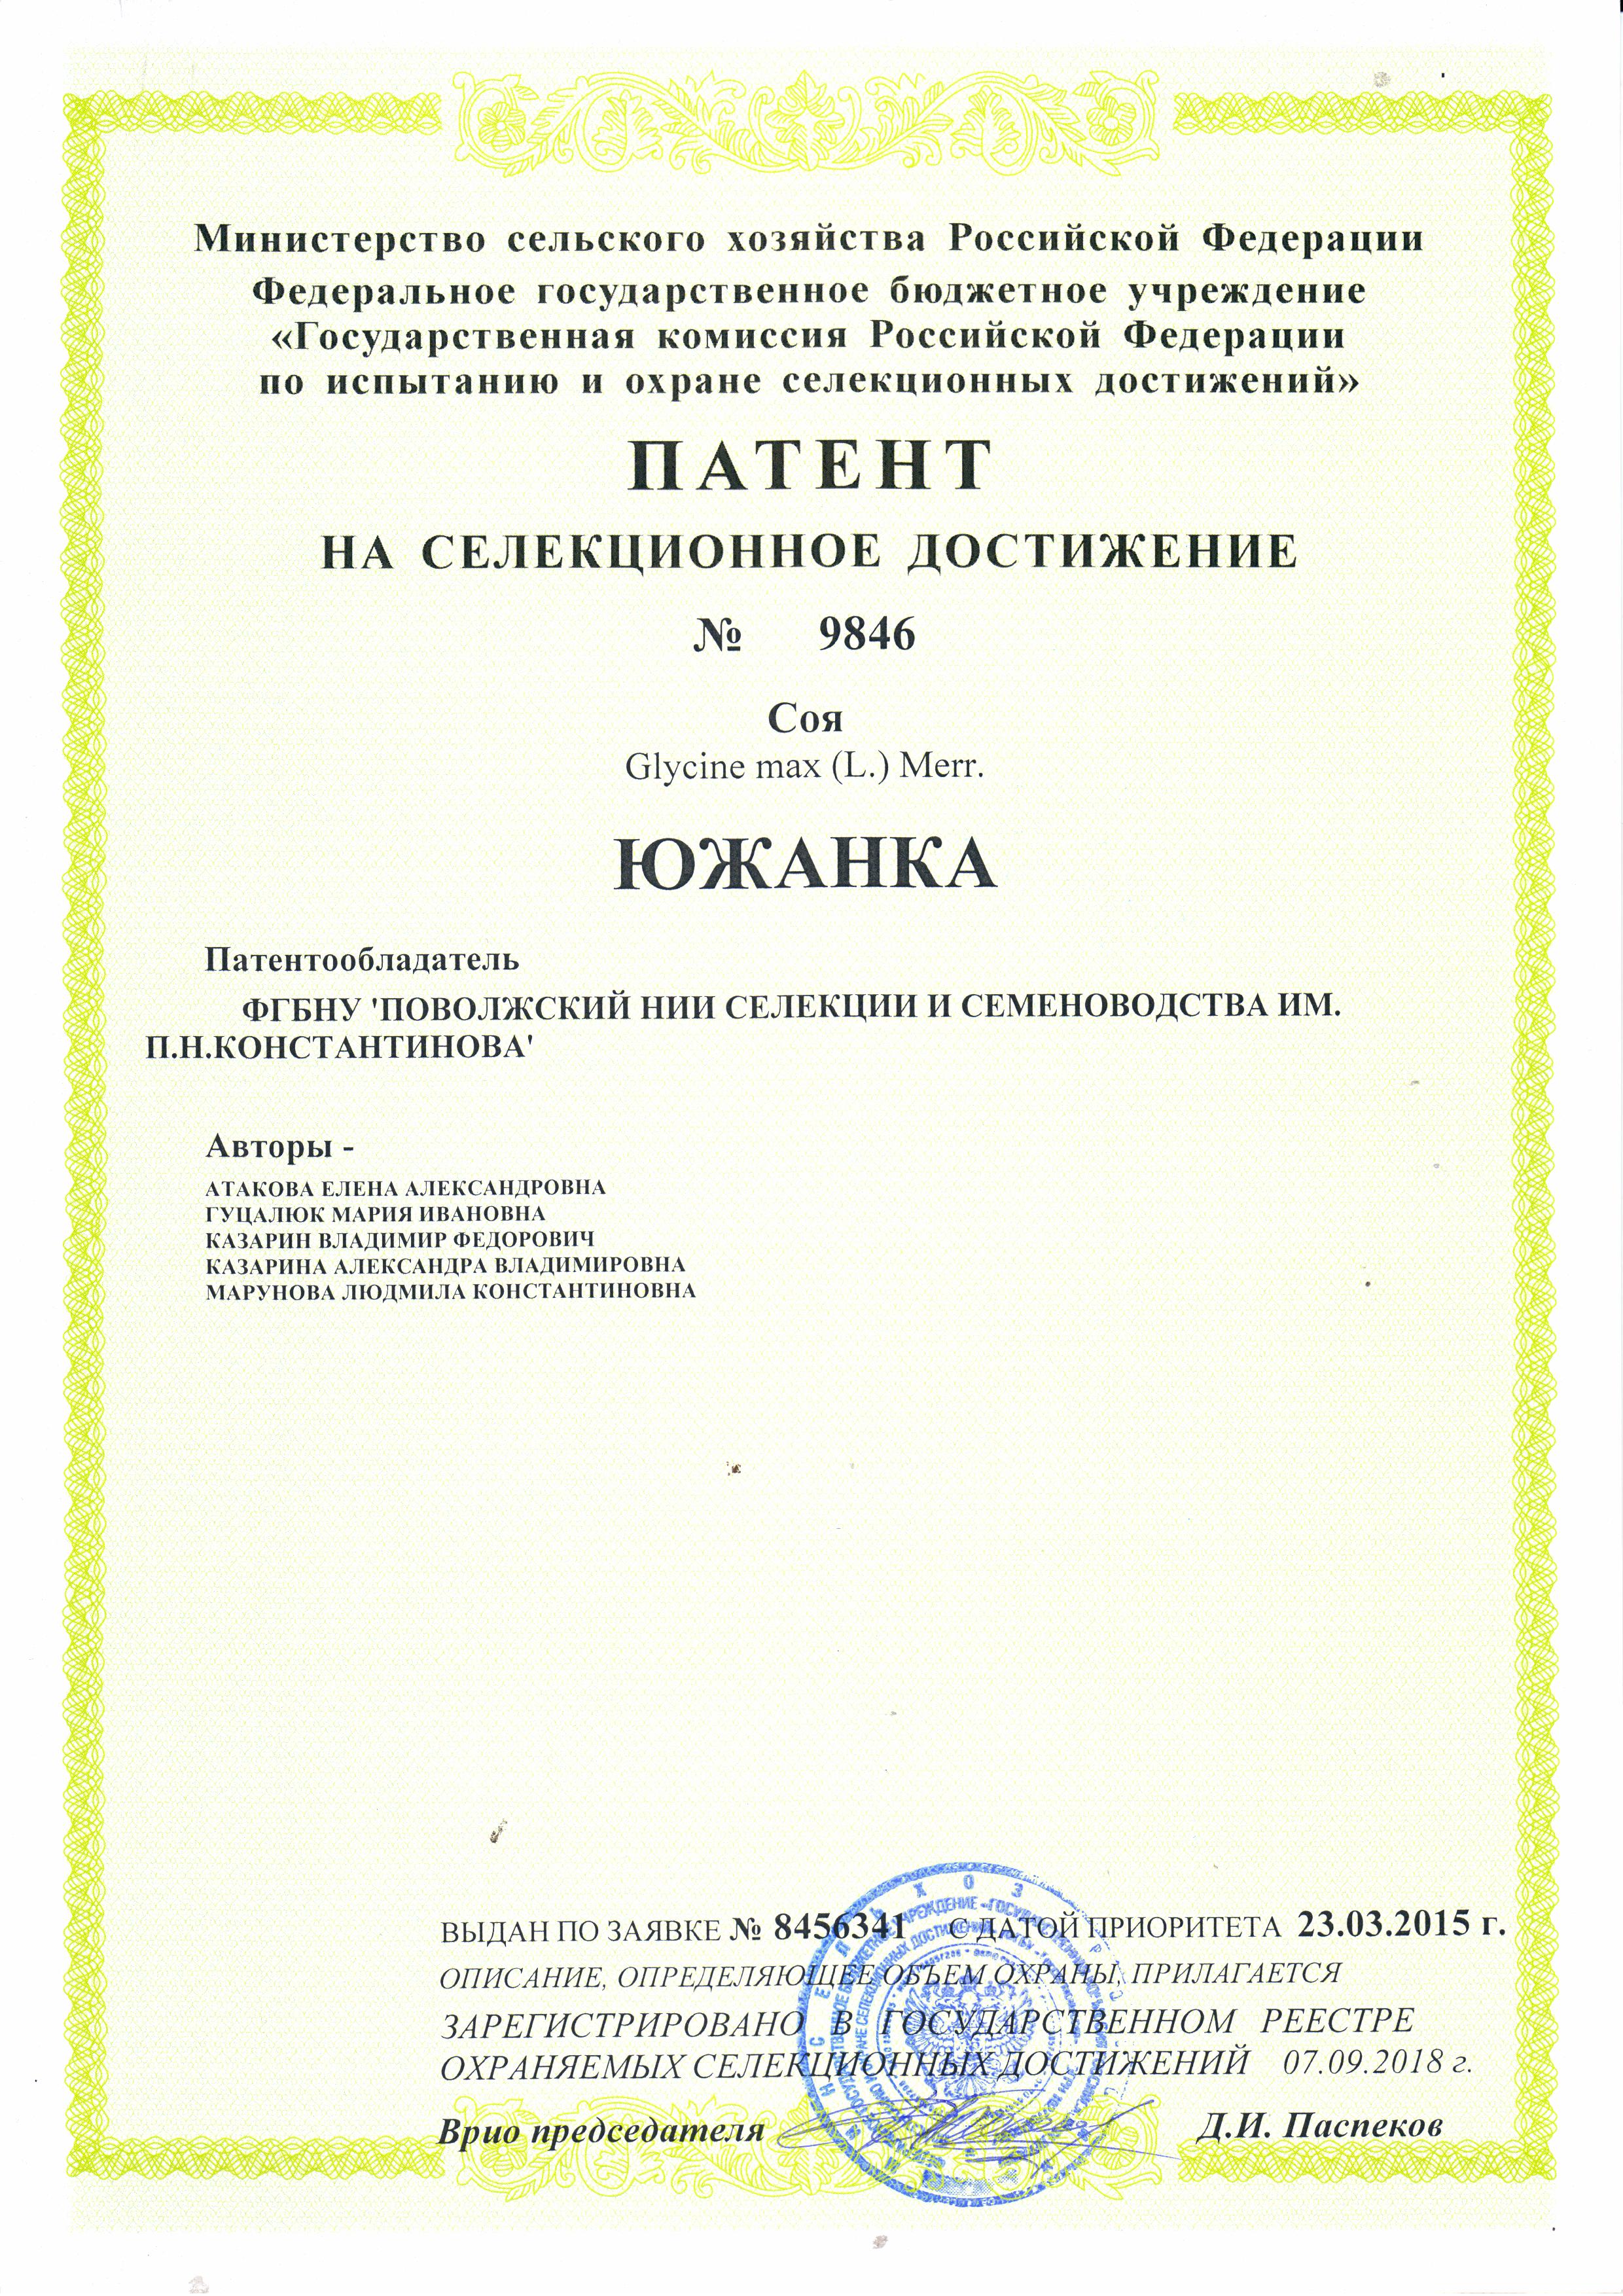 Министерство сельского хозяйства Российской Федерации
Федеральное государственное бюджетное учреждение
«Государственная комиссия Российской Федерации
по испытанию и охране селекционных достижений»
ПАТЕНТ
НА СЕЛЕКЦИОННОЕ ДОСТИЖЕНИЕ
№ 9846
Соя
Glycine max (L.) Merr.
ЮЖАНКА
Патентообладатель
ФГБНУ 'ПОВОЛЖСКИЙ НИИ СЕЛЕКЦИИ И СЕМЕНОВОДСТВА ИМ.
П.Н.КОНСТАНТИНОВА'
Авторы -
АТАКОВА ЕЛЕНА АЛЕКСАНДРОВНА
ГУЦАЛЮК МАРИЯ ИВАНОВНА
КАЗАРИН ВЛАДИМИР ФЕДОРОВИЧ
КАЗАРИНА АЛЕКСАНДРА ВЛАДИМИРОВНА
МАРУНОВА ЛЮДМИЛА КОНСТАНТИНОВНА
ВЫДАН ПО ЗАЯВКЕ № 8456341 С ДАТОЙ ПРИОРИТЕТА 23.03.2015 г.
ОПИСАНИЕ, ОПРЕДЕЛЯЮЩЕЕ ОБЪЕМ ОХРАНЫ, ПРИЛАГАЕТСЯ
ЗАРЕГИСТРИРОВАНО В ГОСУДАРСТВЕННОМ РЕЕСТРЕ
ОХРАНЯЕМЫХ СЕЛЕКЦИОННЫХ ДОСТИЖЕНИЙ 07.09.2018 г.
Врио председателя Д.И. Паспеков